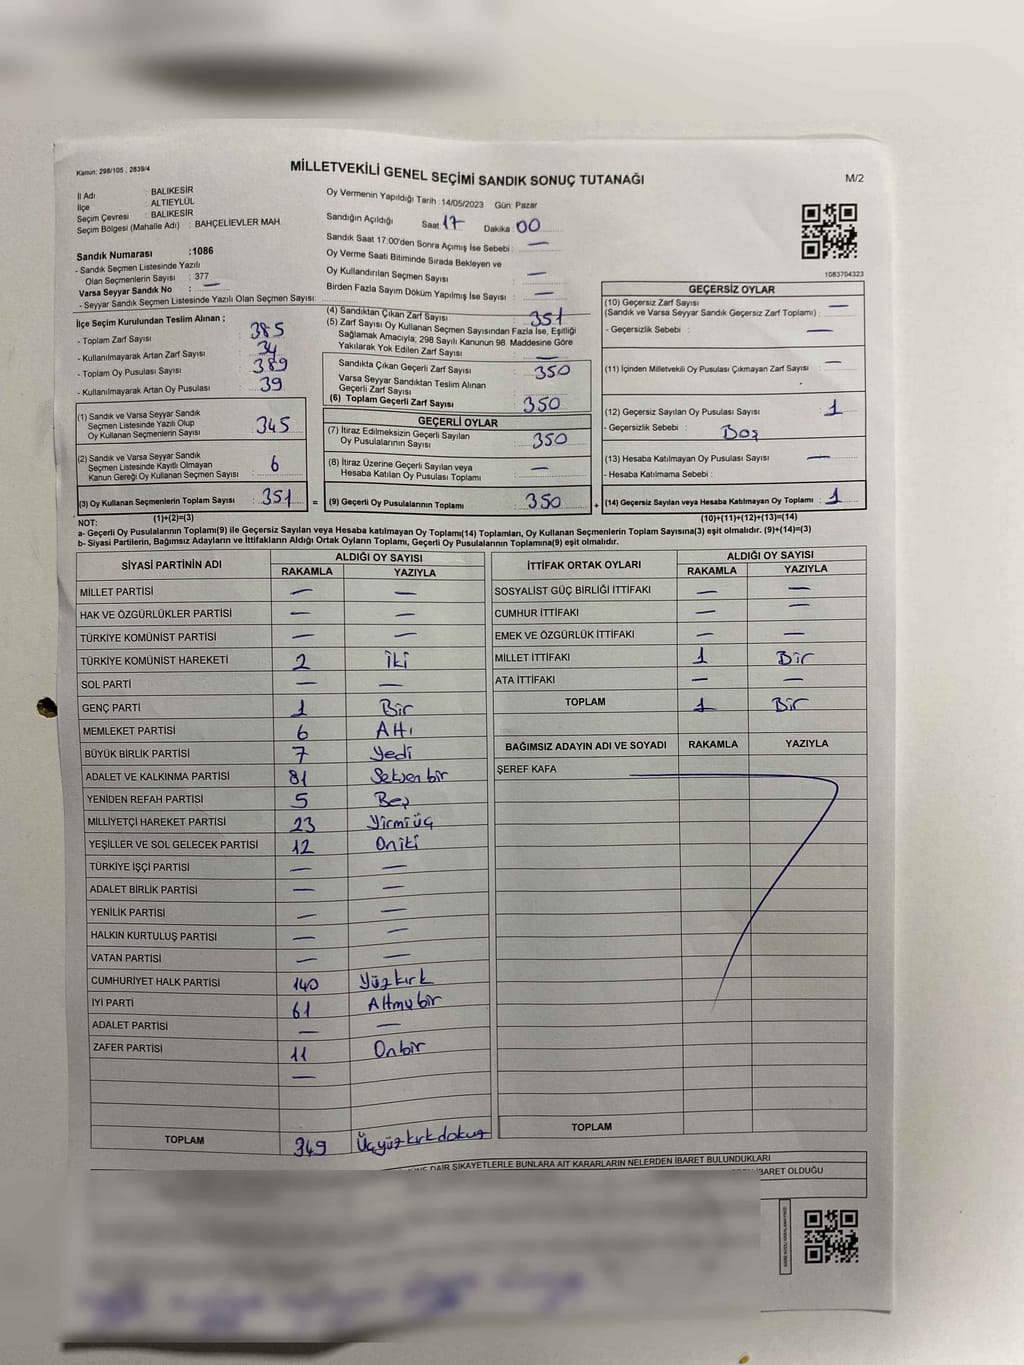 Kanun: 298/105 , 2839/4
MİLLETVEKİLİ GENEL SEÇİMİ SANDIK SONUÇ TUTANAĞI
M/2
İl Adı : BALIKESİR
İlçe : ALTIEYLÜL
Seçim Çevresi : BALIKESİR
Seçim Bölgesi (Mahalle Adı) : BAHÇELİEVLER MAH.
Sandık Numarası :1086
- Sandık Seçmen Listesinde Yazılı
Olan Seçmenlerin Sayısı : 377
Varsa Seyyar Sandık No : —
- Seyyar Sandık Seçmen Listesinde Yazılı Olan Seçmen Sayısı:
Oy Vermenin Yapıldığı Tarih :14/05/2023 Gün: Pazar
Sandığın Açıldığı Saat: 17 Dakika: 00
Sandık Saat 17:00'den Sonra Açımış İse Sebebi : —
Oy Verme Saati Bitiminde Sırada Bekleyen ve
Oy Kullandırılan Seçmen Sayısı : —
Birden Fazla Sayım Döküm Yapılmış İse Sayısı : —
1083704323
İlçe Seçim Kurulundan Teslim Alınan ;
- Toplam Zarf Sayısı : 385
- Kullanılmayarak Artan Zarf Sayısı : 34
- Toplam Oy Pusulası Sayısı : 389
- Kullanılmayarak Artan Oy Pusulası : 39
(1) Sandık ve Varsa Seyyar Sandık
Seçmen Listesinde Yazılı Olup
Oy Kullanan Seçmenlerin Sayısı : 345
(2) Sandık ve Varsa Seyyar Sandık
Seçmen Listesinde Kayıtlı Olmayan
Kanun Gereği Oy Kullanan Seçmen Sayısı : 6
(3) Oy Kullanan Seçmenlerin Toplam Sayısı : 351 =
(1)+(2)=(3)
(4) Sandıktan Çıkan Zarf Sayısı : 351
(5) Zarf Sayısı Oy Kullanan Seçmen Sayısından Fazla İse, Eşitliği
Sağlamak Amacıyla, 298 Sayılı Kanunun 98. Maddesine Göre
Yakılarak Yok Edilen Zarf Sayısı : —
Sandıkta Çıkan Geçerli Zarf Sayısı : 350
Varsa Seyyar Sandıktan Teslim Alınan
Geçerli Zarf Sayısı
(6) Toplam Geçerli Zarf Sayısı : 350
GEÇERLİ OYLAR
(7) İtiraz Edilmeksizin Geçerli Sayılan
Oy Pusulalarının Sayısı : 350
(8) İtiraz Üzerine Geçerli Sayılan veya
Hesaba Katılan Oy Pusulası Toplamı : —
(9) Geçerli Oy Pusulalarının Toplamı : 350 +
GEÇERSİZ OYLAR
(10) Geçersiz Zarf Sayısı : —
(Sandık ve Varsa Seyyar Sandık Geçersiz Zarf Toplamı) :
- Geçersizlik Sebebi : —
(11) İçinden Milletvekili Oy Pusulası Çıkmayan Zarf Sayısı —
(12) Geçersiz Sayılan Oy Pusulası Sayısı : 1
- Geçersizlik Sebebi : Boş
(13) Hesaba Katılmayan Oy Pusulası Sayısı : —
- Hesaba Katılmama Sebebi :
(14) Geçersiz Sayılan veya Hesaba Katılmayan Oy Toplamı : 1
(10)+(11)+(12)+(13)=(14)
NOT:
a- Geçerli Oy Pusulalarının Toplamı(9) ile Geçersiz Sayılan veya Hesaba katılmayan Oy Toplamı(14) Toplamları, Oy Kullanan Seçmenlerin Toplam Sayısına(3) eşit olmalıdır. (9)+(14)=(3)
b- Siyasi Partilerin, Bağımsız Adayların ve İttifakların Aldığı Ortak Oyların Toplamı, Geçerli Oy Pusulalarının Toplamına(9) eşit olmalıdır.
SİYASİ PARTİNİN ADI ALDIĞI OY SAYISI
RAKAMLA YAZIYLA
MİLLET PARTİSİ — —
HAK VE ÖZGÜRLÜKLER PARTİSİ — —
TÜRKİYE KOMÜNİST PARTİSİ — —
TÜRKİYE KOMÜNİST HAREKETİ 2 İki
SOL PARTİ — —
GENÇ PARTİ 1 Bir
MEMLEKET PARTİSİ 6 Altı
BÜYÜK BİRLİK PARTİSİ 7 Yedi
ADALET VE KALKINMA PARTİSİ 81 Seksenbir
YENİDEN REFAH PARTİSİ 5 Beş
MİLLİYETÇİ HAREKET PARTİSİ 23 Yirmiüç
YEŞİLLER VE SOL GELECEK PARTİSİ 12 Oniki
TÜRKİYE İŞÇİ PARTİSİ — —
ADALET BİRLİK PARTİSİ — —
YENİLİK PARTİSİ — —
HALKIN KURTULUŞ PARTİSİ — —
VATAN PARTİSİ — —
CUMHURİYET HALK PARTİSİ 140 Yüzkırk
İYİ PARTİ 61 Altmışbir
ADALET PARTİSİ — —
ZAFER PARTİSİ 11 Onbir
—
TOPLAM 349 Üçyüzkırkdokuz
İTTİFAK ORTAK OYLARI ALDIĞI OY SAYISI
RAKAMLA YAZIYLA
SOSYALİST GÜÇ BİRLİĞİ İTTİFAKI — —
CUMHUR İTTİFAKI — —
EMEK VE ÖZGÜRLÜK İTTİFAKI — —
MİLLET İTTİFAKI 1 Bir
ATA İTTİFAKI — —
TOPLAM 1 Bir
BAĞIMSIZ ADAYIN ADI VE SOYADI RAKAMLA YAZIYLA
ŞEREF KAFA
TOPLAM
DAİR ŞİKAYETLERLE BUNLARA AİT KARARLARIN NELERDEN İBARET BULUNDUKLARI
İBARET OLDUĞU